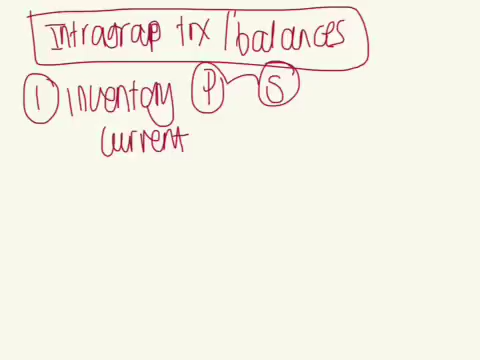 Intragroup trx / balances
1 Inventory P S
current